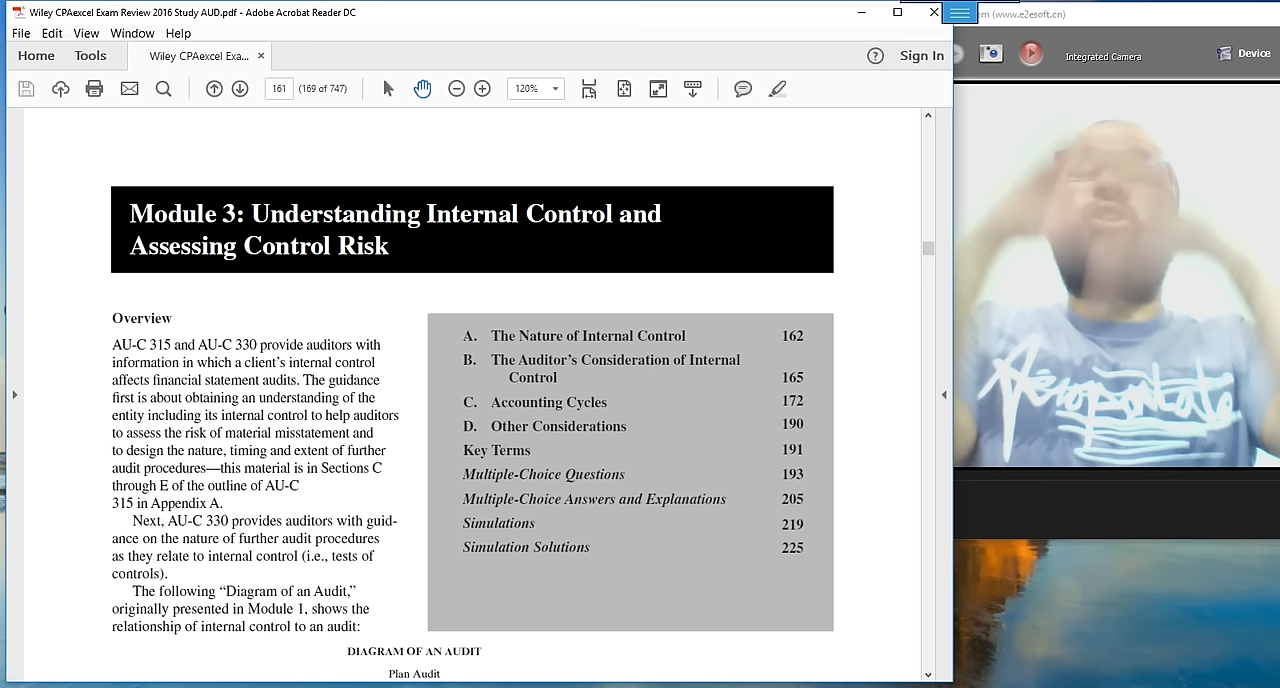 Wiley CPAexcel Exam Review 2016 Study AUD.pdf - Adobe Acrobat Reader DC
(www.e2esoft.cn)
File Edit View Window Help
Home Tools Wiley CPAexcel Exa... × ? Sign In
Integrated Camera Device
161 (169 of 747) 120%
Module 3: Understanding Internal Control and
Assessing Control Risk
Overview
AU-C 315 and AU-C 330 provide auditors with
information in which a client’s internal control
affects financial statement audits. The guidance
first is about obtaining an understanding of the
entity including its internal control to help auditors
to assess the risk of material misstatement and
to design the nature, timing and extent of further
audit procedures—this material is in Sections C
through E of the outline of AU-C
315 in Appendix A.
Next, AU-C 330 provides auditors with guid-
ance on the nature of further audit procedures
as they relate to internal control (i.e., tests of
controls).
The following “Diagram of an Audit,”
originally presented in Module 1, shows the
relationship of internal control to an audit:
A. The Nature of Internal Control 162
B. The Auditor’s Consideration of Internal
Control 165
C. Accounting Cycles 172
D. Other Considerations 190
Key Terms 191
Multiple-Choice Questions 193
Multiple-Choice Answers and Explanations 205
Simulations 219
Simulation Solutions 225
DIAGRAM OF AN AUDIT
Plan Audit
Aéropostale